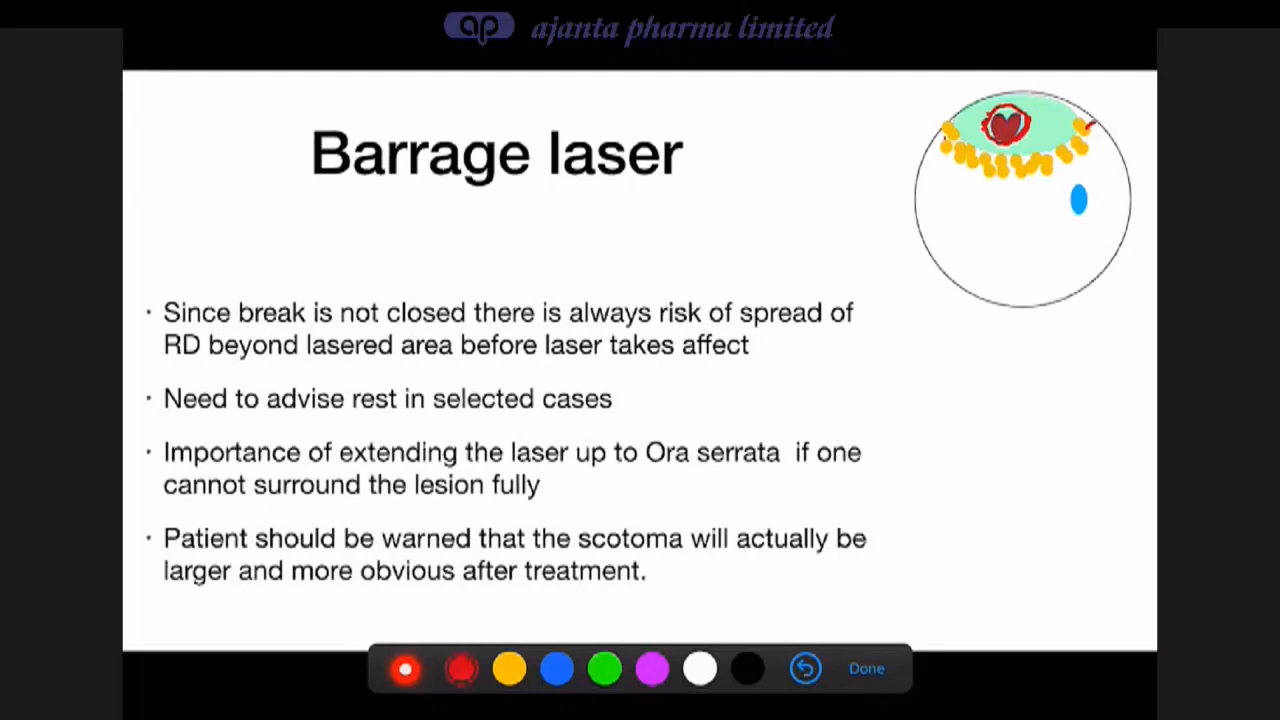 ap ajanta pharma limited
Barrage laser
· Since break is not closed there is always risk of spread of
RD beyond lasered area before laser takes affect
· Need to advise rest in selected cases
· Importance of extending the laser up to Ora serrata if one
cannot surround the lesion fully
· Patient should be warned that the scotoma will actually be
larger and more obvious after treatment.
Done